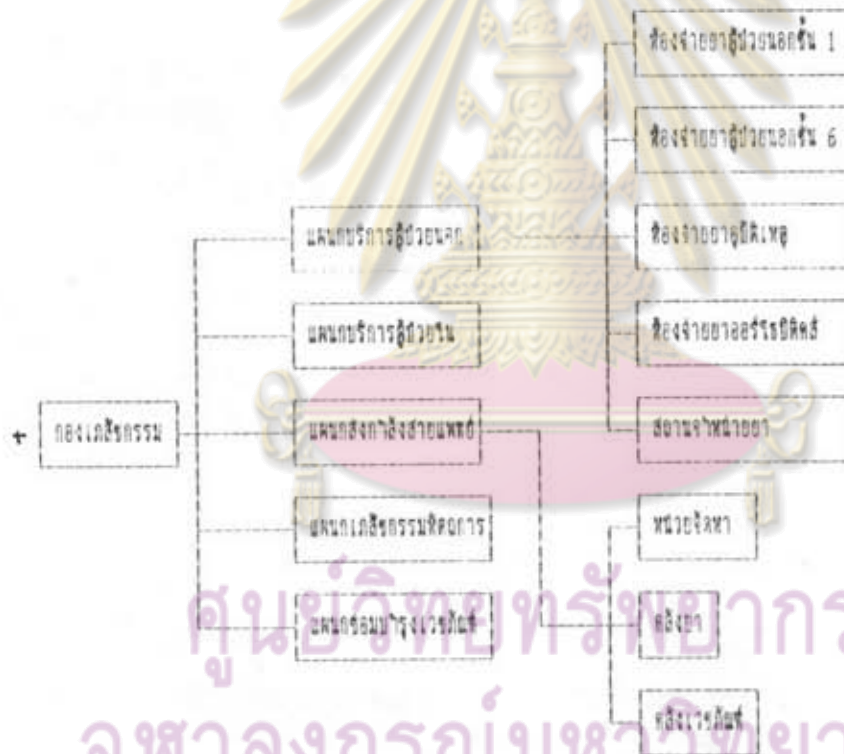 ห้องจ่ายยาผู้ป่วยนอกชั้น 1
ห้องจ่ายยาผู้ป่วยนอกชั้น 6
แผนกบริการผู้ป่วยนอก
ห้องจ่ายยาอุบัติเหตุ
แผนกบริการผู้ป่วยใน
ห้องจ่ายยาออร์โธปิดิคส์
กองเภสัชกรรม
แผนกส่งกำลังสายแพทย์
สถานจำหน่ายยา
แผนกเภสัชกรรมหัตถการ
หน่วยจัดหา
แผนกซ่อมบำรุงเวชภัณฑ์
คลังยา
คลังเวชภัณฑ์
ศูนย์วิทยทรัพยากร
จุฬาลงกรณ์มหาวิทยา